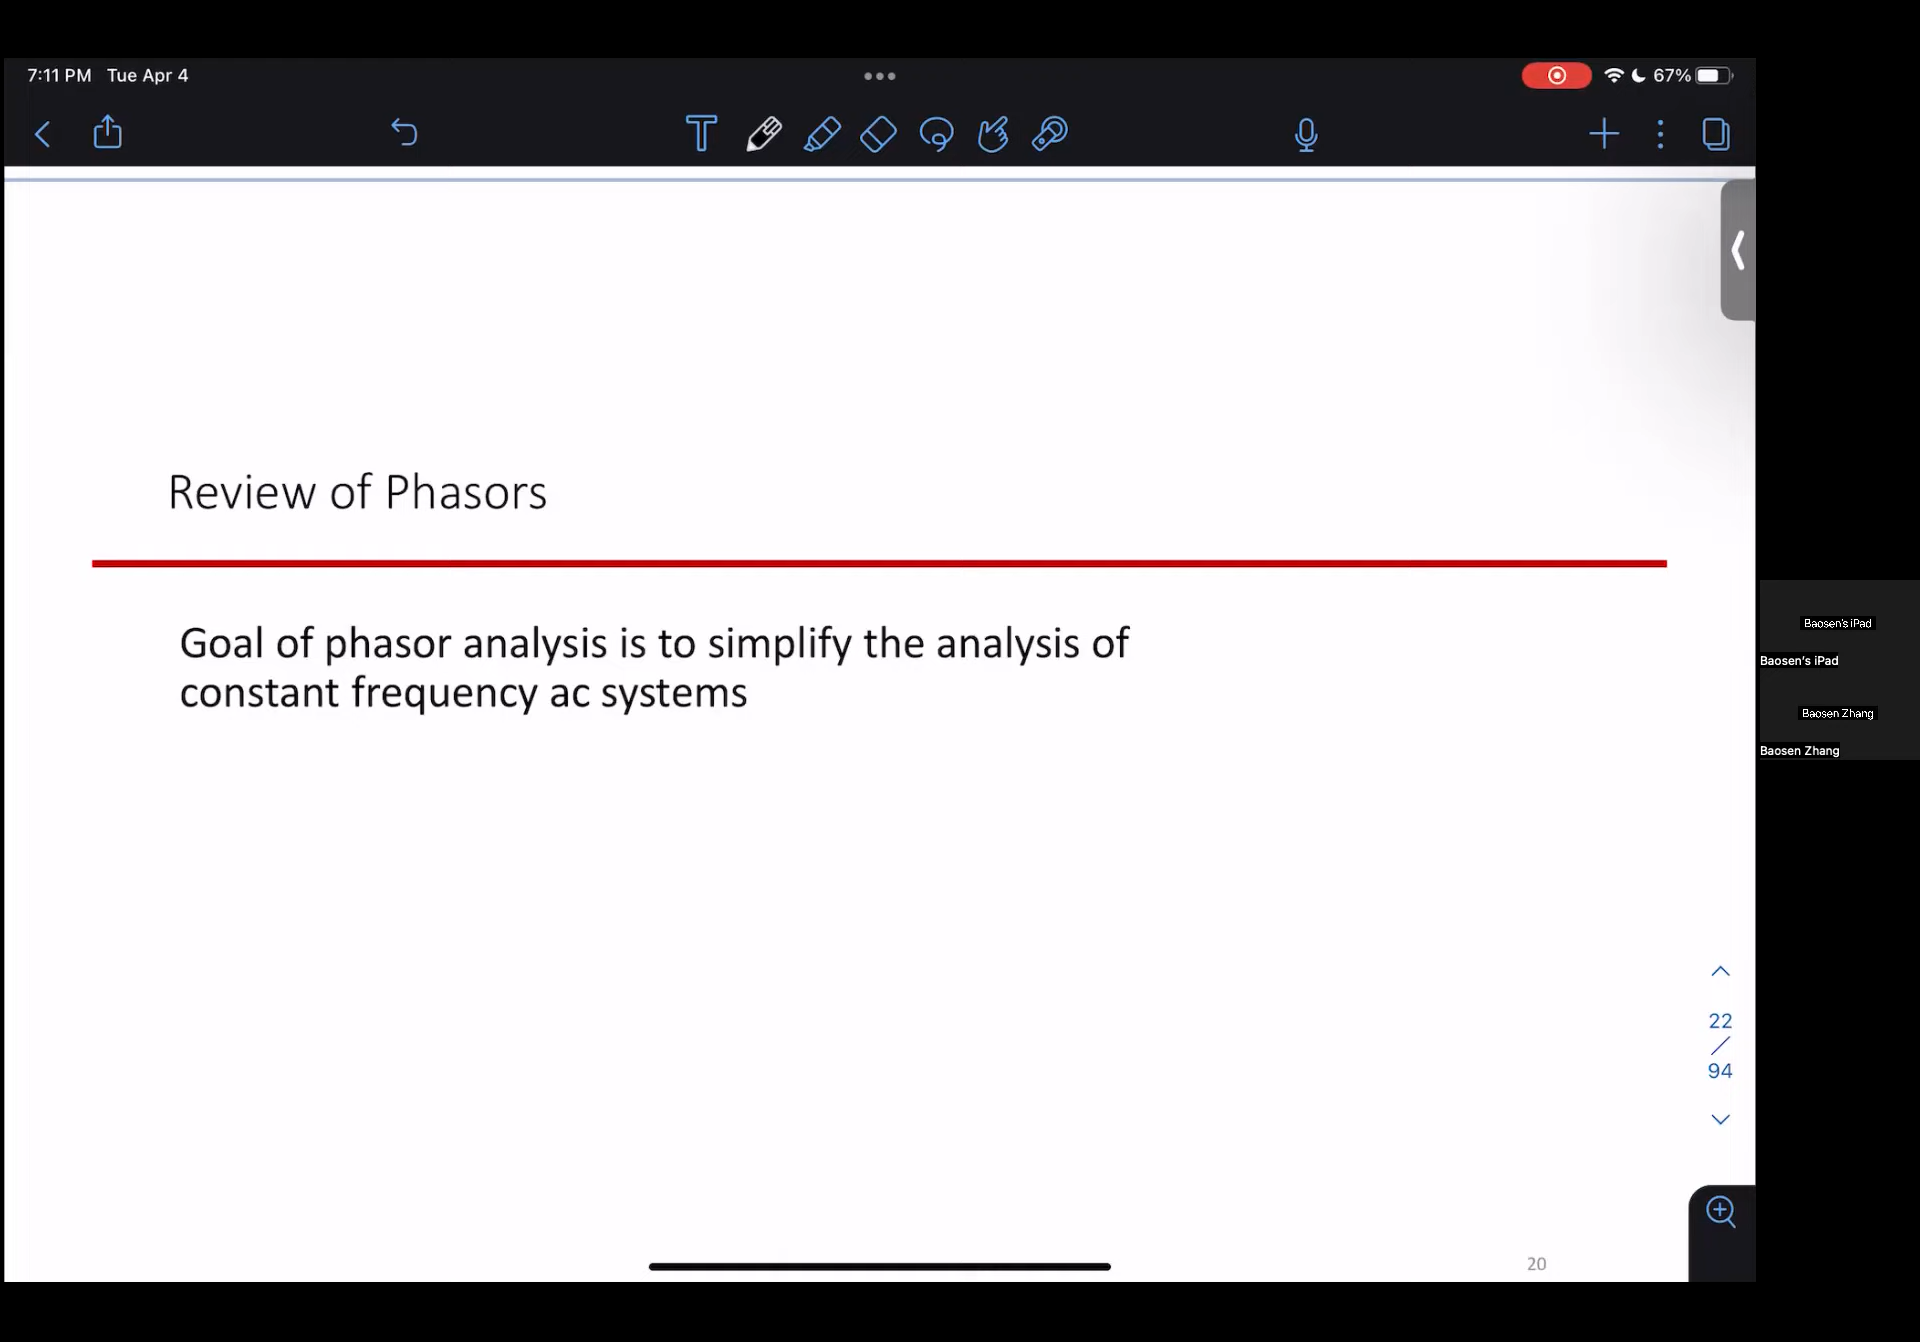 7:11 PM Tue Apr 4
67%
Review of Phasors
Goal of phasor analysis is to simplify the analysis of
constant frequency ac systems
Baosen's iPad
Baosen's iPad
Baosen Zhang
Baosen Zhang
22
/
94
20